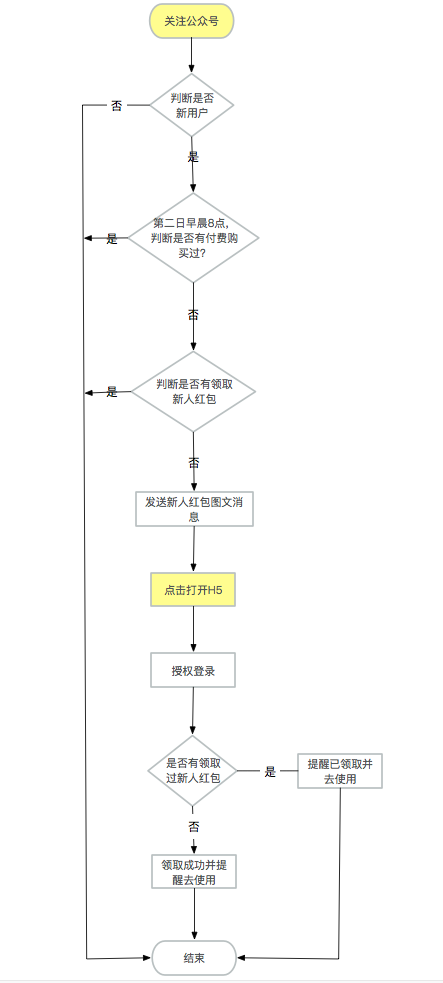 关注公众号
判断是否
新用户
否
是
第二日早晨8点，
判断是否有付费购
买过？
是
否
判断是否有领取
新人红包
是
否
发送新人红包图文消
息
点击打开H5
授权登录
是否有领取
过新人红包
是
提醒已领取并
去使用
否
领取成功并提
醒去使用
结束